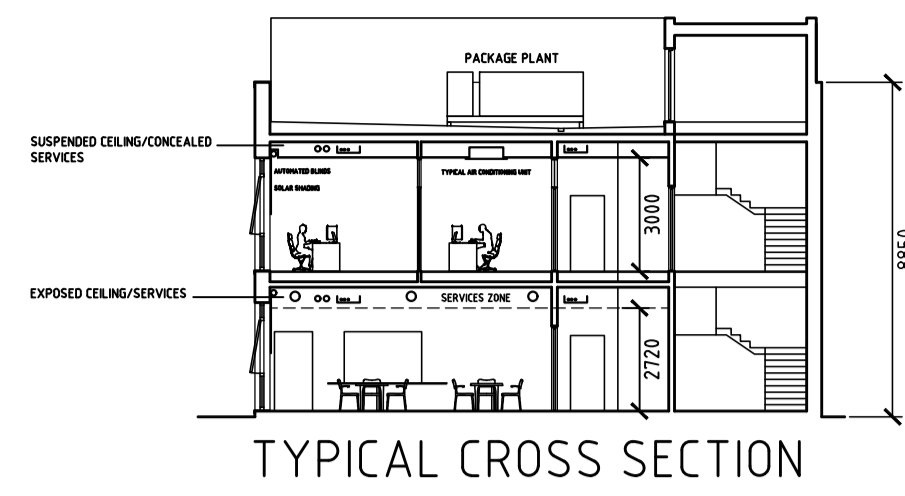 PACKAGE PLANT
SUSPENDED CEILING/CONCEALED
SERVICES
AUTOMATED BLINDS
SOLAR SHADING
TYPICAL AIR CONDITIONING UNIT
3000
8850
EXPOSED CEILING/SERVICES
SERVICES ZONE
2720
TYPICAL CROSS SECTION